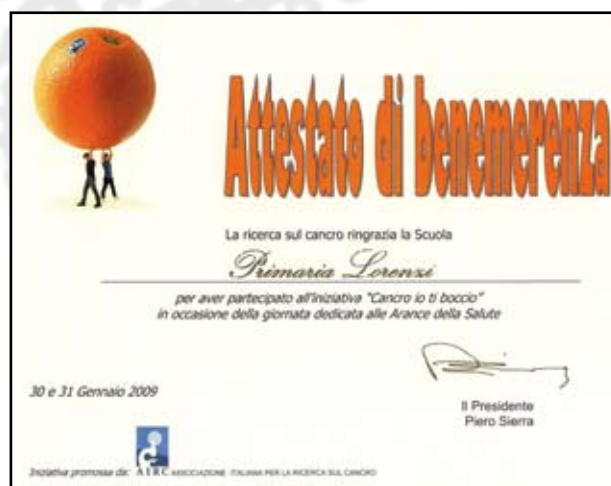 Attestato di benemerenza
La ricerca sul cancro ringrazia la Scuola
Primaria Lorenzi
per aver partecipato all'iniziativa "Cancro io ti boccio"
in occasione della giornata dedicata alle Arance della Salute
30 e 31 Gennaio 2009
Il Presidente
Piero Sierra
Iniziativa promossa da: AIRC ASSOCIAZIONE ITALIANA PER LA RICERCA SUL CANCRO